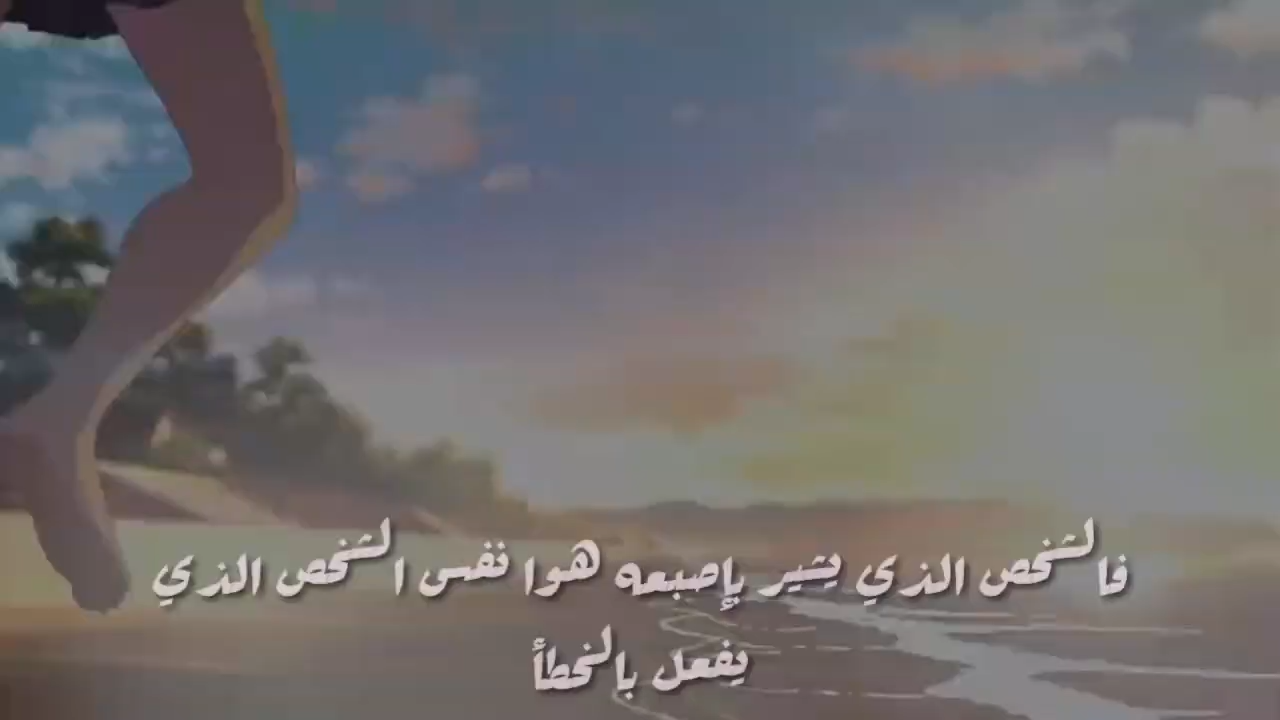 فالشخص الذي يشير بإصبعه هوا نفس الشخص الذي
يفعل بالخطأ